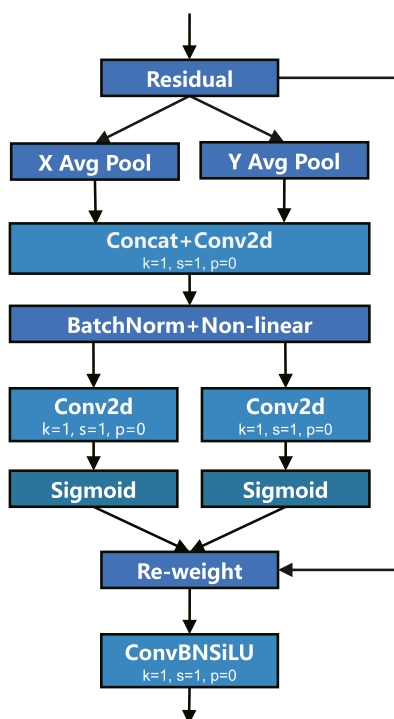 Residual
X Avg Pool
Y Avg Pool
Concat+Conv2d
k=1, s=1, p=0
BatchNorm+Non-linear
Conv2d
k=1, s=1, p=0
Conv2d
k=1, s=1, p=0
Sigmoid
Sigmoid
Re-weight
ConvBNSiLU
k=1, s=1, p=0